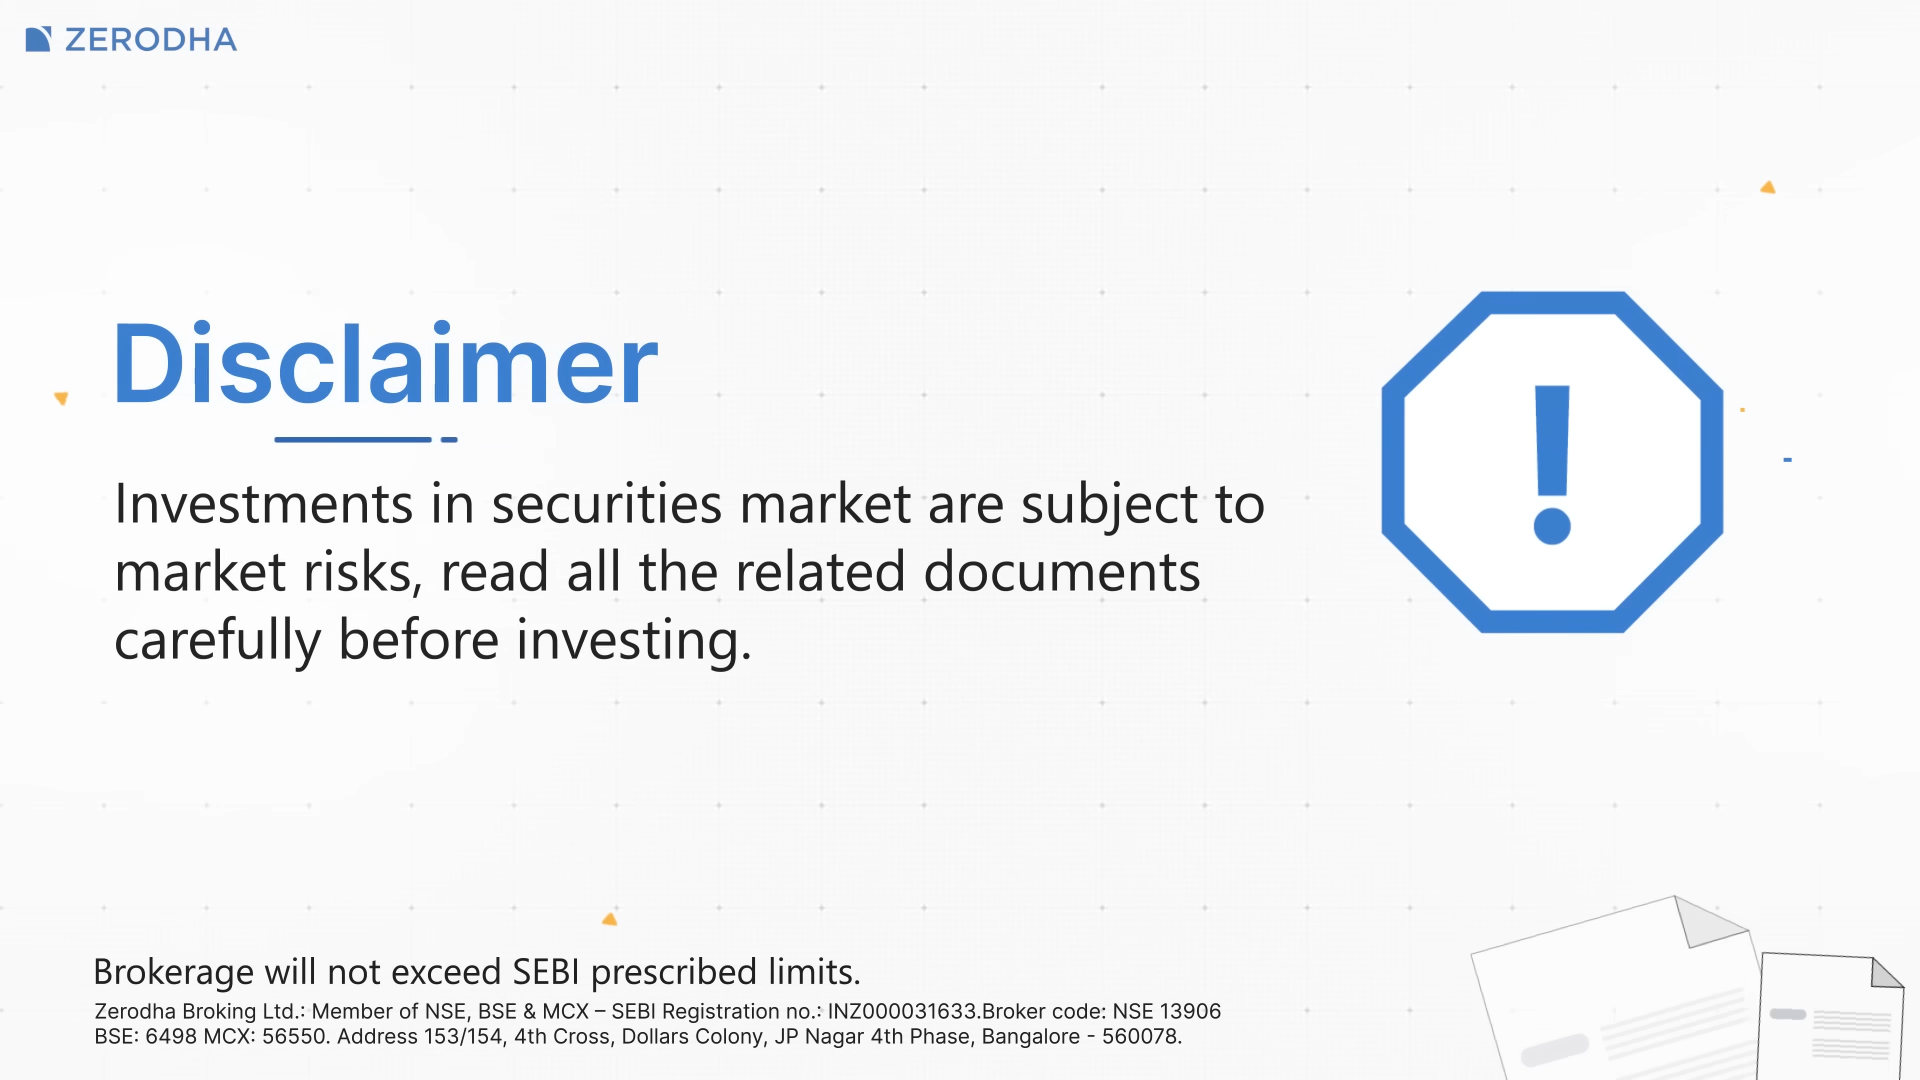 ZERODHA
Disclaimer
Investments in securities market are subject to
market risks, read all the related documents
carefully before investing.
!
Brokerage will not exceed SEBI prescribed limits.
Zerodha Broking Ltd.: Member of NSE, BSE & MCX – SEBI Registration no.: INZ000031633.Broker code: NSE 13906
BSE: 6498 MCX: 56550. Address 153/154, 4th Cross, Dollars Colony, JP Nagar 4th Phase, Bangalore - 560078.